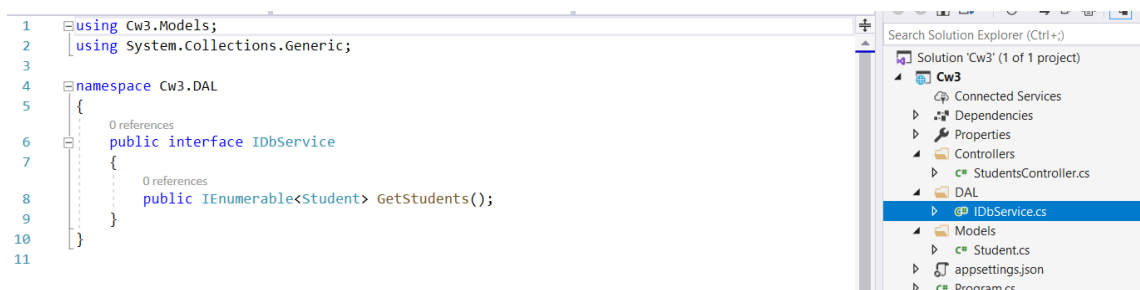 1 using Cw3.Models;
2 using System.Collections.Generic;
3
4 namespace Cw3.DAL
5 {
0 references
6 public interface IDbService
7 {
0 references
8 public IEnumerable<Student> GetStudents();
9 }
10 }
11
Search Solution Explorer (Ctrl+;)
Solution 'Cw3' (1 of 1 project)
Cw3
Connected Services
Dependencies
Properties
Controllers
C# StudentsController.cs
DAL
C# IDbService.cs
Models
C# Student.cs
appsettings.json
C# Program.cs